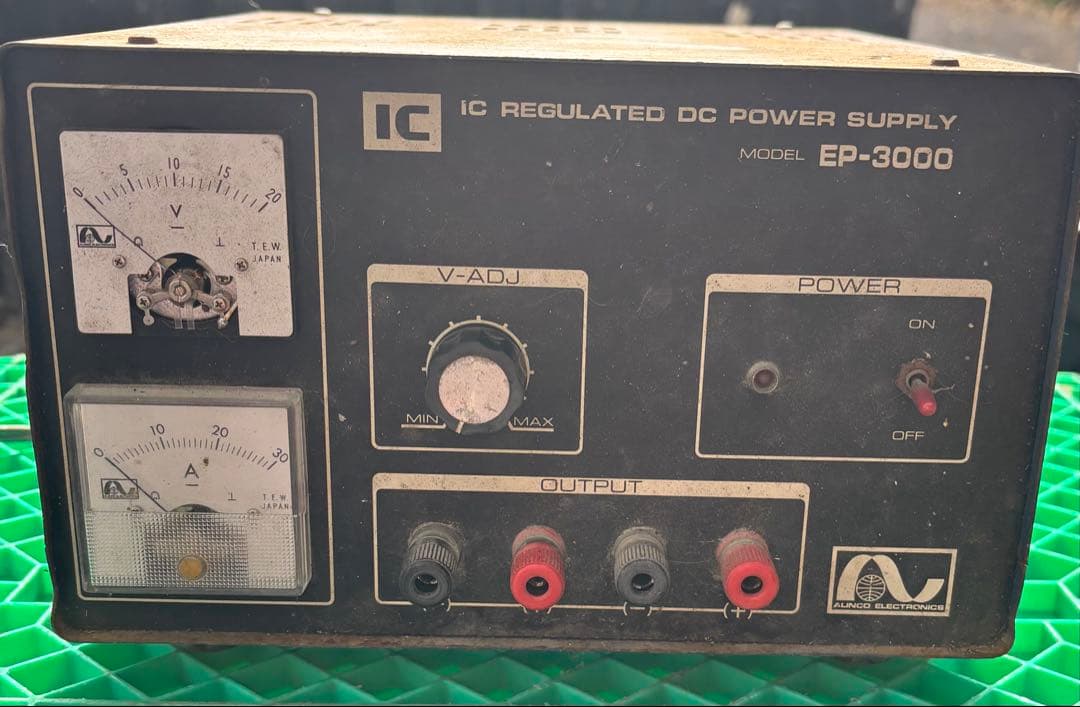 IC
IC REGULATED DC POWER SUPPLY
MODEL EP-3000
0 5 10 15 20
V
T.E.W.
JAPAN
V-ADJ
MIN MAX
POWER
ON
OFF
0 10 20 30
A
T.E.W.
JAPAN
OUTPUT
(-) (+)
ALINCO ELECTRONICS